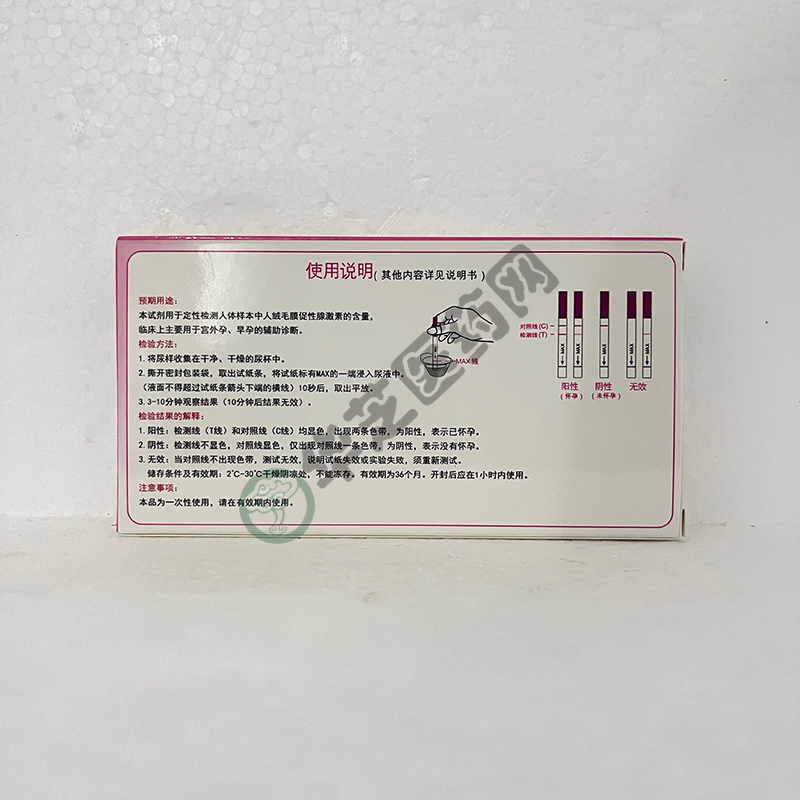 使用说明(其他内容详见说明书)
预期用途:
本试剂用于定性检测人体样本中人绒毛膜促性腺激素的含量,
临床上主要用于宫外孕、早孕的辅助诊断。
检验方法:
1.将尿样收集在干净、干燥的尿杯中。
2.撕开密封包装袋,取出试纸条,将试纸标有MAX的一端浸入尿液中。
(液面不得超过试纸条箭头下端的横线)10秒后,取出平放。
3.3-10分钟观察结果(10分钟后结果无效)。
检验结果的解释:
1.阳性:检测线(T线)和对照线(C线)均显色,出现两条色带,为阳性,表示已怀孕。
2.阴性:检测线不显色,对照线显色,仅出现对照线一条色带,为阴性,表示没有怀孕。
3.无效:当对照线不出现色带,测试无效,说明试纸失效或实验失败,须重新测试。
储存条件及有效期:2℃-30℃干燥阴凉处,不能冻存。有效期为36个月。开封后应在1小时内使用。
注意事项:
本品为一次性使用,请在有效期内使用。
MAX线
对照线(C)
检测线(T)
MAX
MAX
MAX
MAX
MAX
阳性
(怀孕)
阴性
(未怀孕)
无效
华芝医药网